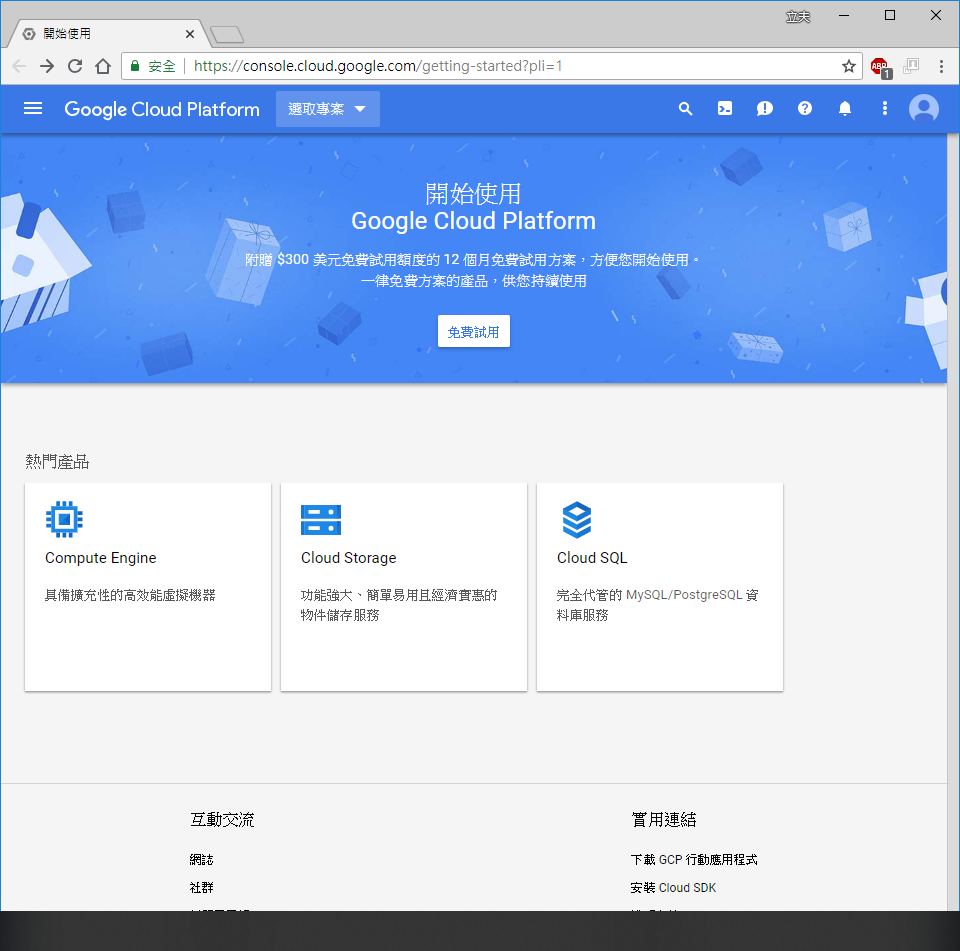 立夫
開始使用
安全 https://console.cloud.google.com/getting-started?pli=1
ABP 1
Google Cloud Platform 選取專案
開始使用
Google Cloud Platform
附贈 $300 美元免費試用額度的 12 個月免費試用方案，方便您開始使用。
一律免費方案的產品，供您持續使用
免費試用
熱門產品
Compute Engine
具備擴充性的高效能虛擬機器
Cloud Storage
功能強大、簡單易用且經濟實惠的
物件儲存服務
Cloud SQL
完全代管的 MySQL/PostgreSQL 資
料庫服務
互動交流
網誌
社群
實用連結
下載 GCP 行動應用程式
安裝 Cloud SDK